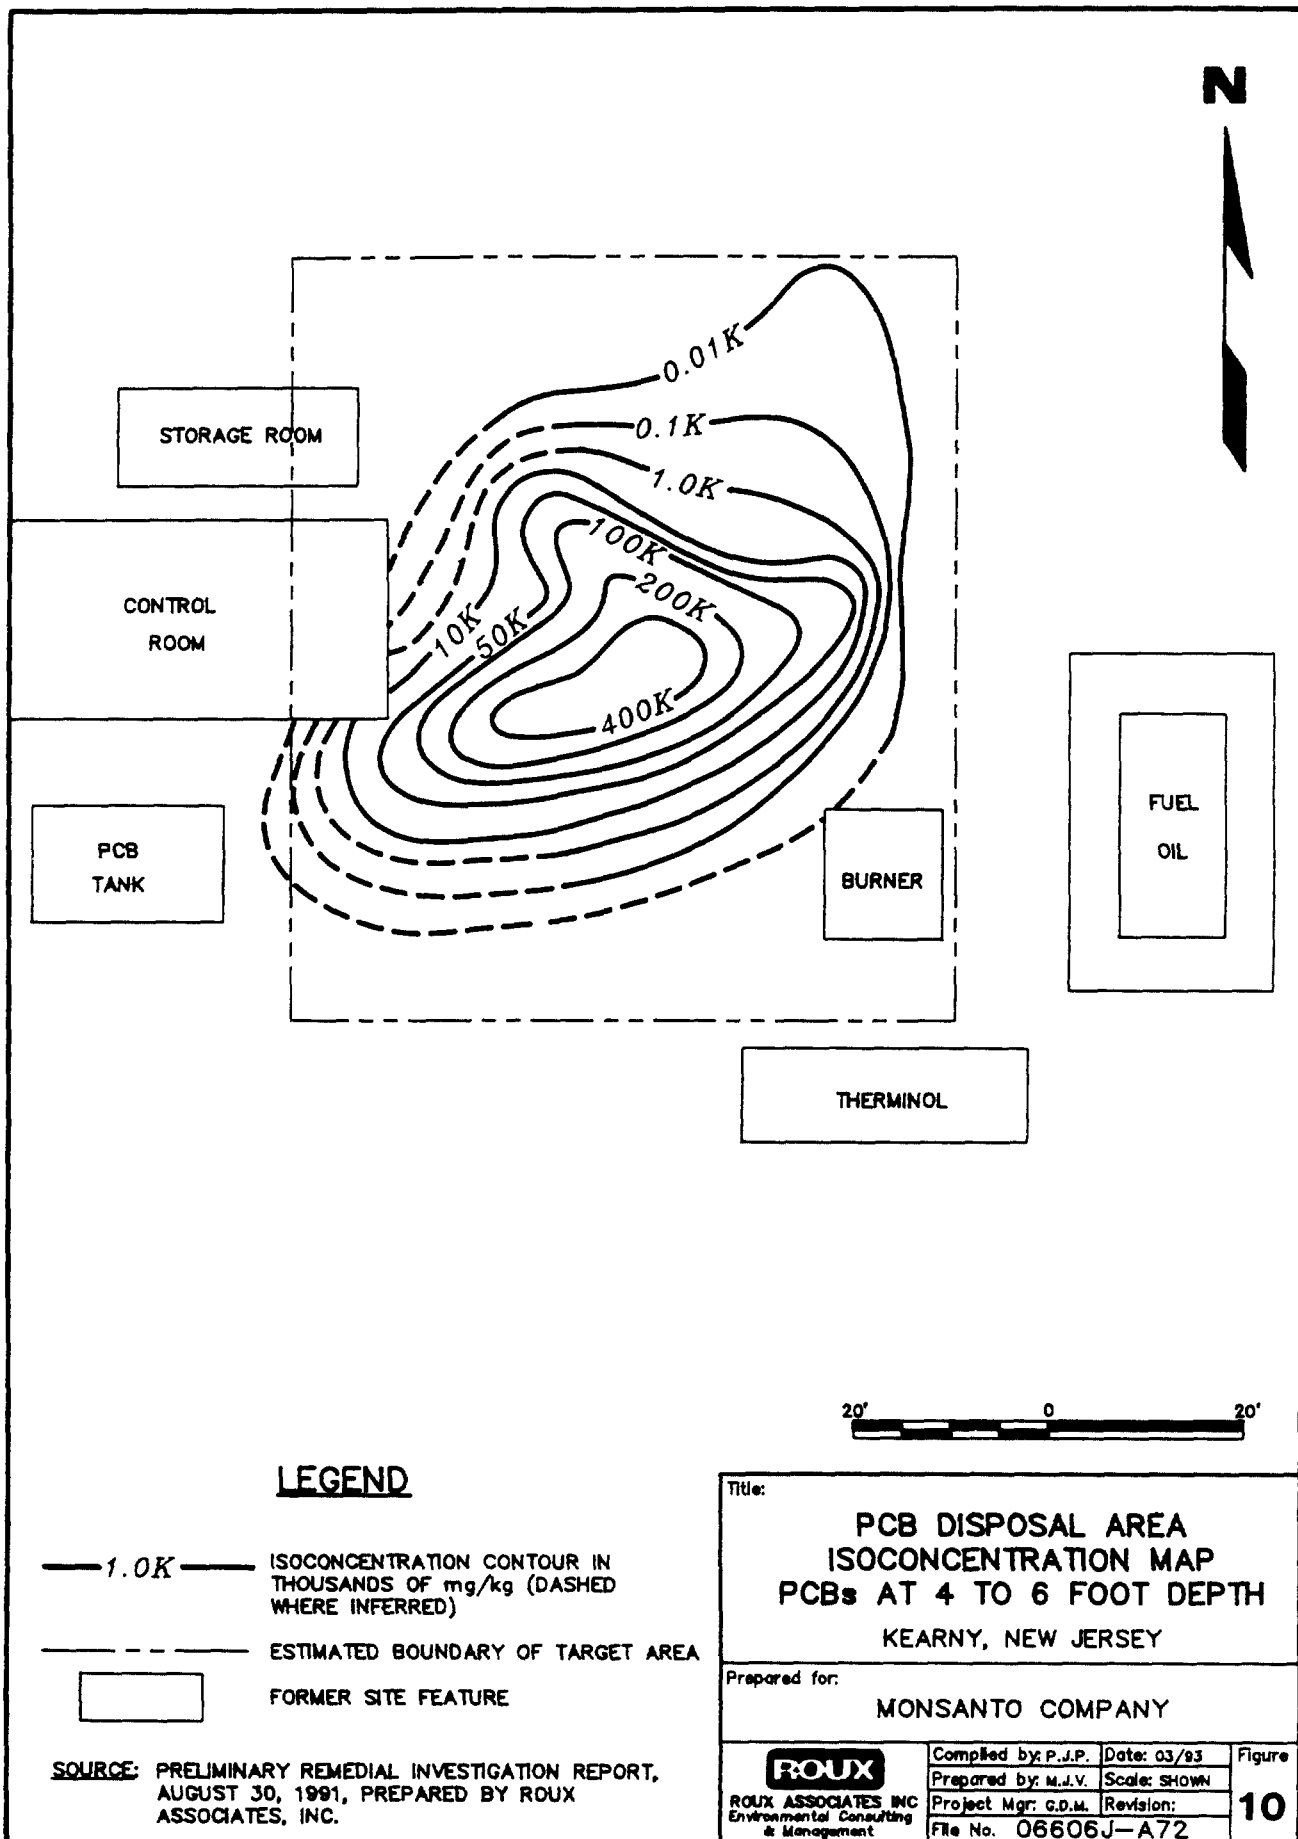 N
0.01K
STORAGE ROOM
0.1K
1.0K
100K
200K
CONTROL
ROOM
10K
50K
400K
FUEL
OIL
PCB
TANK
BURNER
THERMINOL
20' 0 20'
LEGEND
1.0K ISOCONCENTRATION CONTOUR IN
THOUSANDS OF mg/kg (DASHED
WHERE INFERRED)
ESTIMATED BOUNDARY OF TARGET AREA
FORMER SITE FEATURE
SOURCE: PRELIMINARY REMEDIAL INVESTIGATION REPORT,
AUGUST 30, 1991, PREPARED BY ROUX
ASSOCIATES, INC.
Title:
PCB DISPOSAL AREA
ISOCONCENTRATION MAP
PCBs AT 4 TO 6 FOOT DEPTH
KEARNY, NEW JERSEY
Prepared for:
MONSANTO COMPANY
ROUX
ROUX ASSOCIATES INC
Environmental Consulting
& Management
Compiled by: P.J.P. Date: 03/93
Prepared by: M.J.V. Scale: SHOWN
Project Mgr: G.D.M. Revision:
File No. 06606J-A72
Figure
10